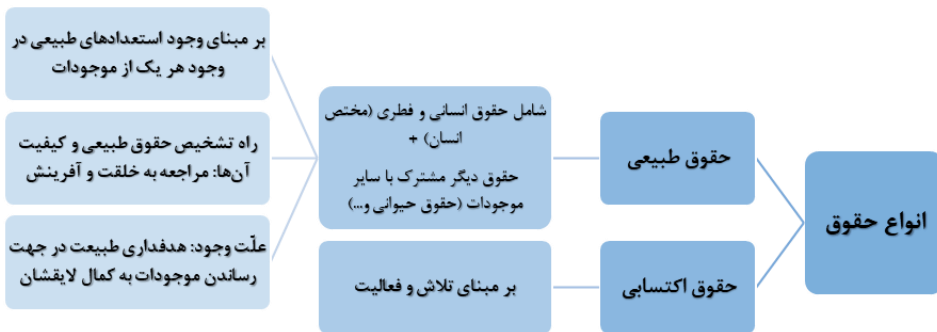 انواع حقوق
حقوق طبیعی
شامل حقوق انسانی و فطری (مختص
انسان) +
حقوق دیگر مشترک با سایر
موجودات (حقوق حیوانی و...)
بر مبنای وجود استعدادهای طبیعی در
وجود هر یک از موجودات
راه تشخیص حقوق طبیعی و کیفیت
آن‌ها: مراجعه به خلقت و آفرینش
علّت وجود: هدفداری طبیعت در جهت
رساندن موجودات به کمال لایقشان
حقوق اکتسابی
بر مبنای تلاش و فعالیت